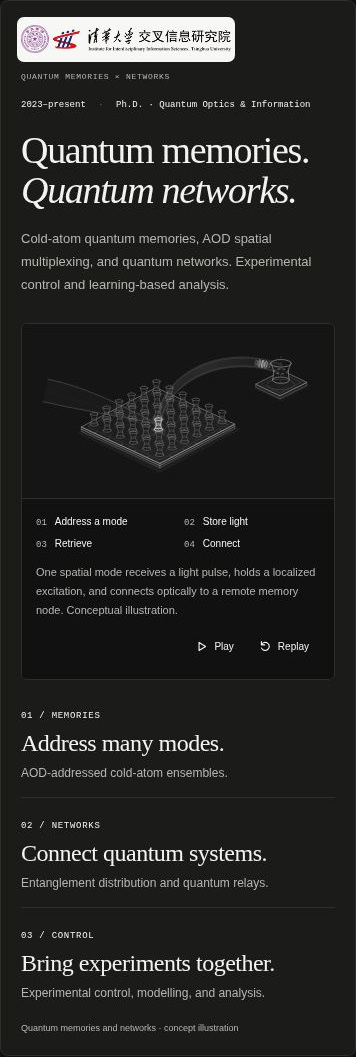 清華大学 交叉信息研究院
Institute for Interdisciplinary Information Sciences, Tsinghua University
QUANTUM MEMORIES × NETWORKS
2023–present · Ph.D. · Quantum Optics & Information
Quantum memories.
Quantum networks.
Cold-atom quantum memories, AOD spatial
multiplexing, and quantum networks. Experimental
control and learning-based analysis.
01 Address a mode 02 Store light
03 Retrieve 04 Connect
One spatial mode receives a light pulse, holds a localized
excitation, and connects optically to a remote memory
node. Conceptual illustration.
Play Replay
01 / MEMORIES
Address many modes.
AOD-addressed cold-atom ensembles.
02 / NETWORKS
Connect quantum systems.
Entanglement distribution and quantum relays.
03 / CONTROL
Bring experiments together.
Experimental control, modelling, and analysis.
Quantum memories and networks · concept illustration